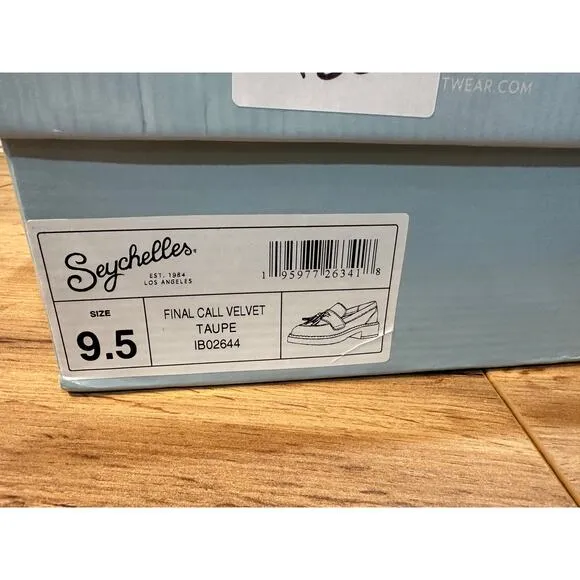 TWEAR.COM
Seychelles
EST. 1984
LOS ANGELES
1 95977 26341 8
SIZE
9.5
FINAL CALL VELVET
TAUPE
IB02644